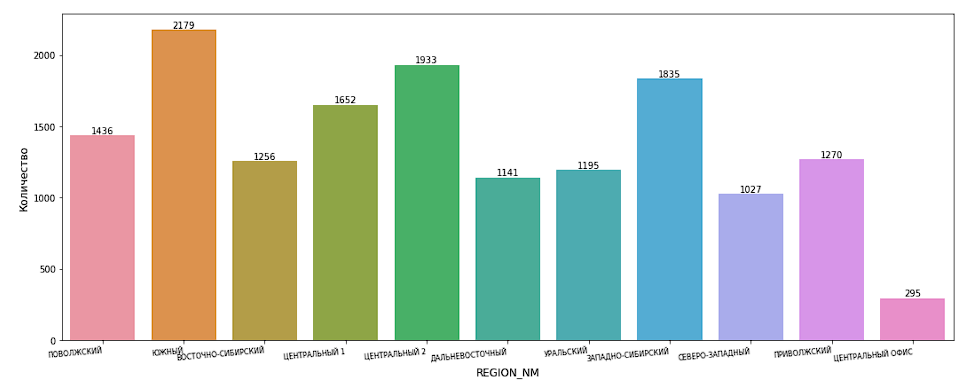 2179
2000
1933
1835
1652
1500
1436
1270
1256
1195
1141
1027
1000
500
295
0
Количество
ПОВОЛЖСКИЙ
ЮЖНЫЙ
ВОСТОЧНО-СИБИРСКИЙ
ЦЕНТРАЛЬНЫЙ 1
ЦЕНТРАЛЬНЫЙ 2
ДАЛЬНЕВОСТОЧНЫЙ
УРАЛЬСКИЙ
ЗАПАДНО-СИБИРСКИЙ
СЕВЕРО-ЗАПАДНЫЙ
ПРИВОЛЖСКИЙ
ЦЕНТРАЛЬНЫЙ ОФИС
REGION_NM